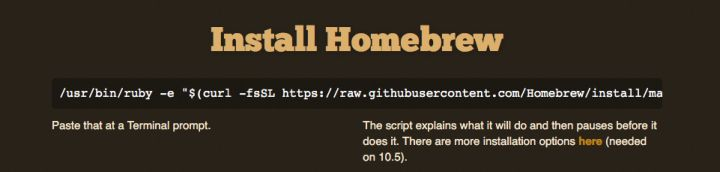 Install Homebrew
/usr/bin/ruby -e "$(curl -fsSL https://raw.githubusercontent.com/Homebrew/install/ma
Paste that at a Terminal prompt.
The script explains what it will do and then pauses before it
does it. There are more installation options here (needed
on 10.5).